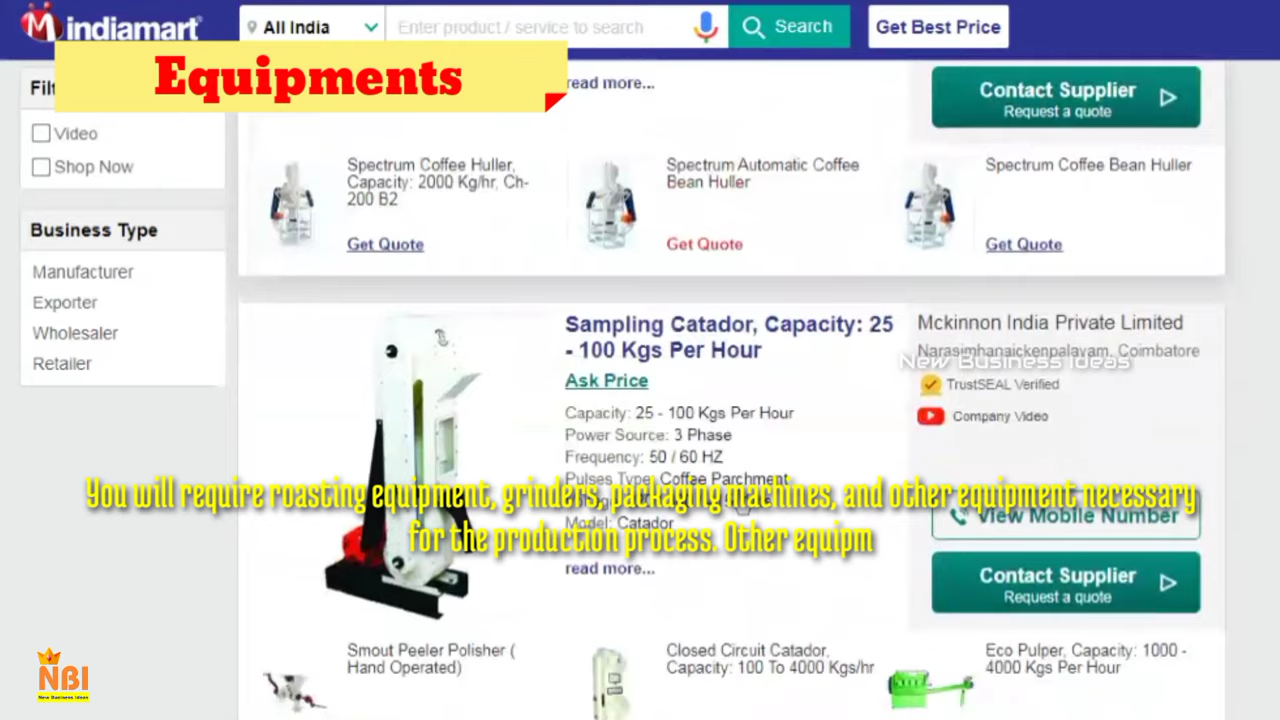 indiamart
All India
Enter product / service to search
Search
Get Best Price
Equipments
Video
Shop Now
Business Type
Manufacturer
Exporter
Wholesaler
Retailer
read more...
Contact Supplier
Request a quote
Spectrum Coffee Huller,
Capacity: 2000 Kg/hr, Ch-
200 B2
Get Quote
Spectrum Automatic Coffee
Bean Huller
Get Quote
Spectrum Coffee Bean Huller
Get Quote
Sampling Catador, Capacity: 25
- 100 Kgs Per Hour
Ask Price
Capacity: 25 - 100 Kgs Per Hour
Power Source: 3 Phase
Frequency: 50 / 60 HZ
Pulses Type: Coffee Parchment
Model: Catador
read more...
Mckinnon India Private Limited
Narasimhanaickenpalayam, Coimbatore
New Business Ideas
TrustSEAL Verified
Company Video
View Mobile Number
Contact Supplier
Request a quote
You will require roasting equipment, grinders, packaging machines, and other equipment necessary
for the production process. Other equipm
Smout Peeler Polisher (
Hand Operated)
Closed Circuit Catador,
Capacity: 100 To 4000 Kgs/hr
Eco Pulper, Capacity: 1000 -
4000 Kgs Per Hour
NBI
New Business Ideas